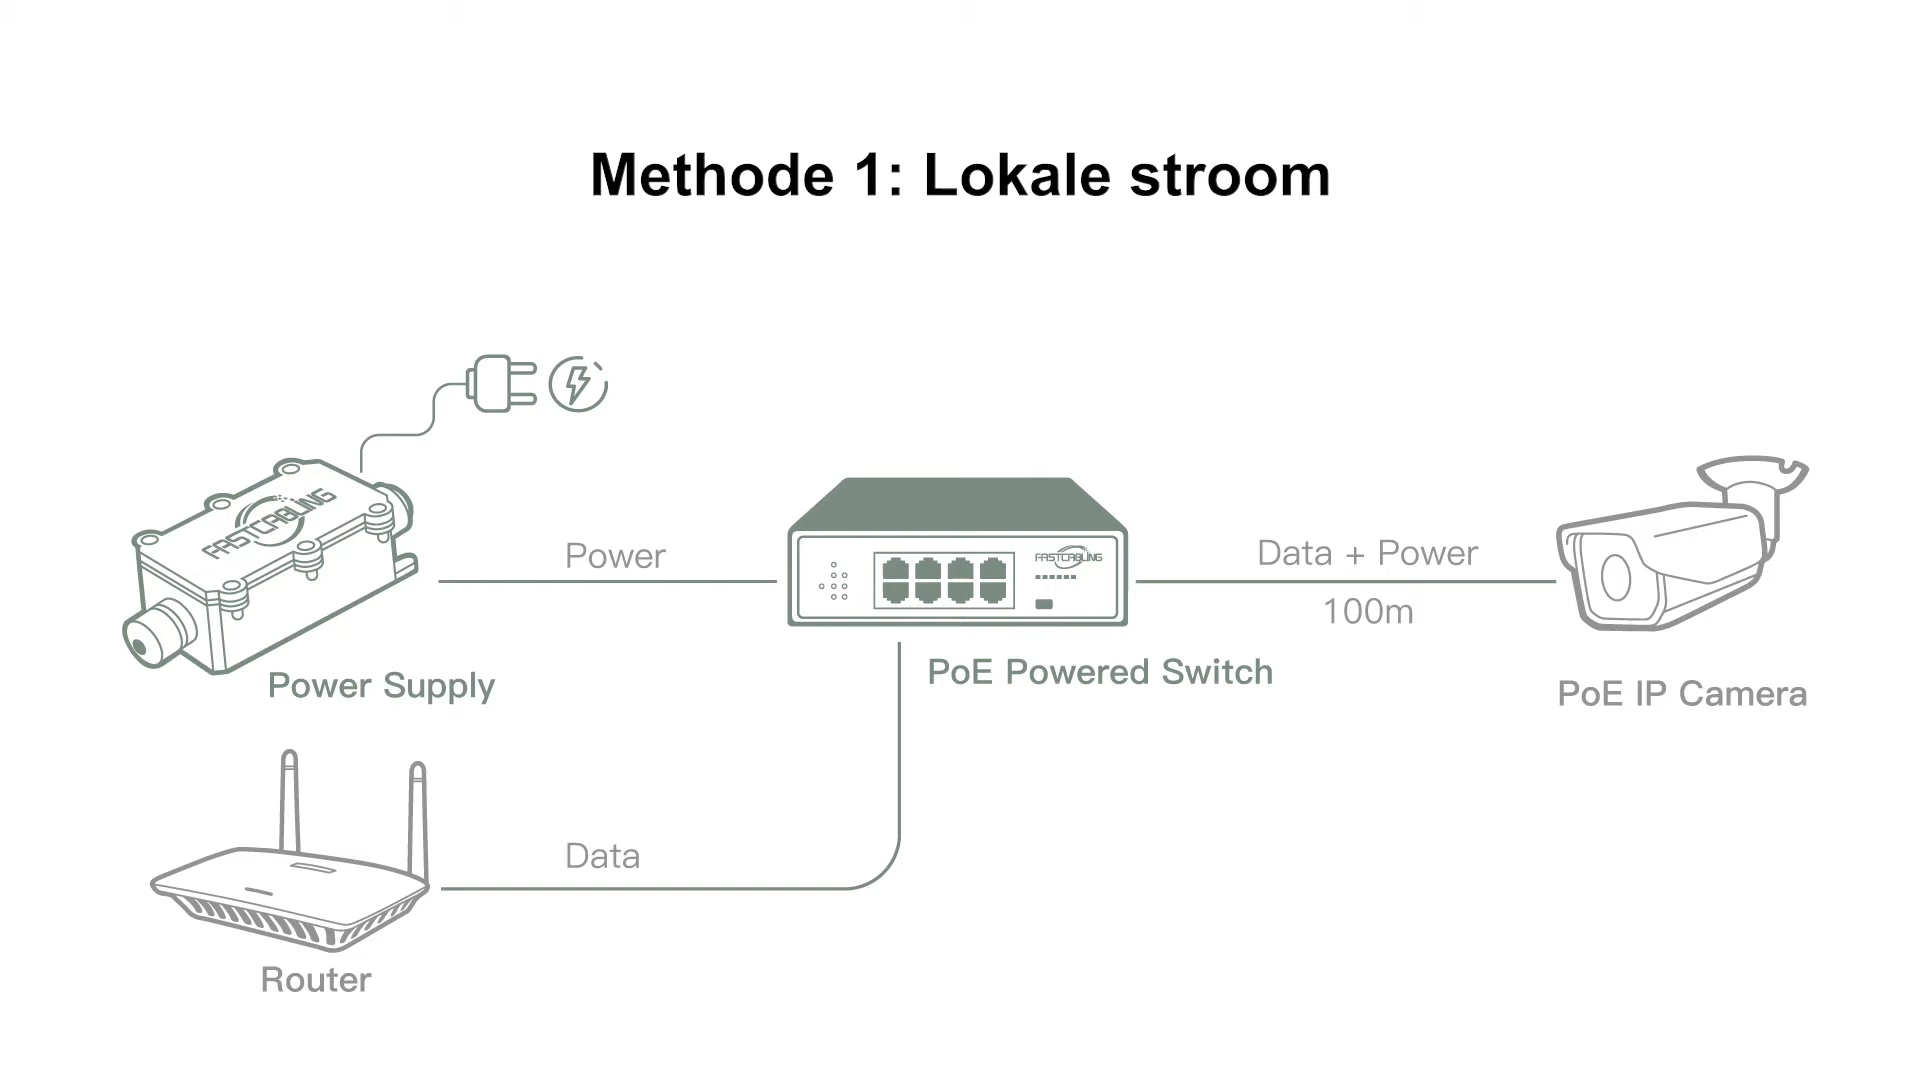 Methode 1: Lokale stroom
FASTCABLING
Power
FASTCABLING
Data + Power
100m
Power Supply
PoE Powered Switch
PoE IP Camera
Data
Router